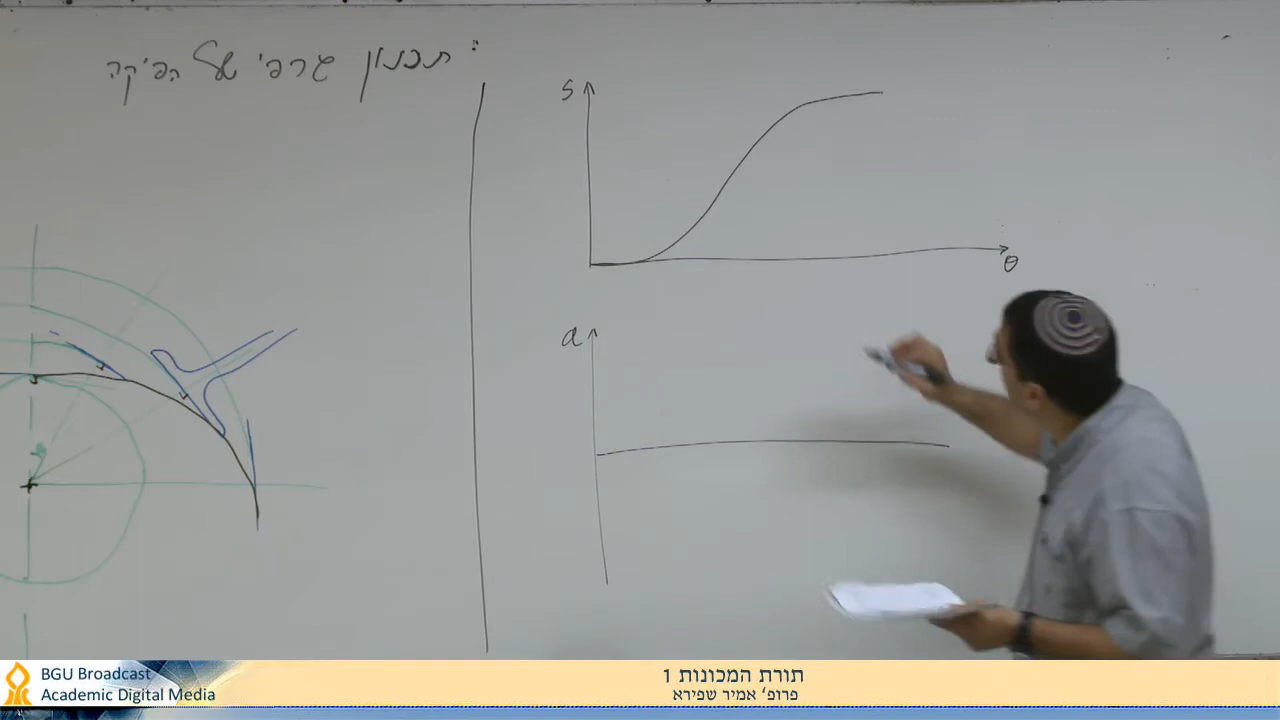 תכנון גרפי של הפיקה:
s
θ
a
BGU Broadcast
Academic Digital Media
תורת המכונות 1
פרופ' אמיר שפירא